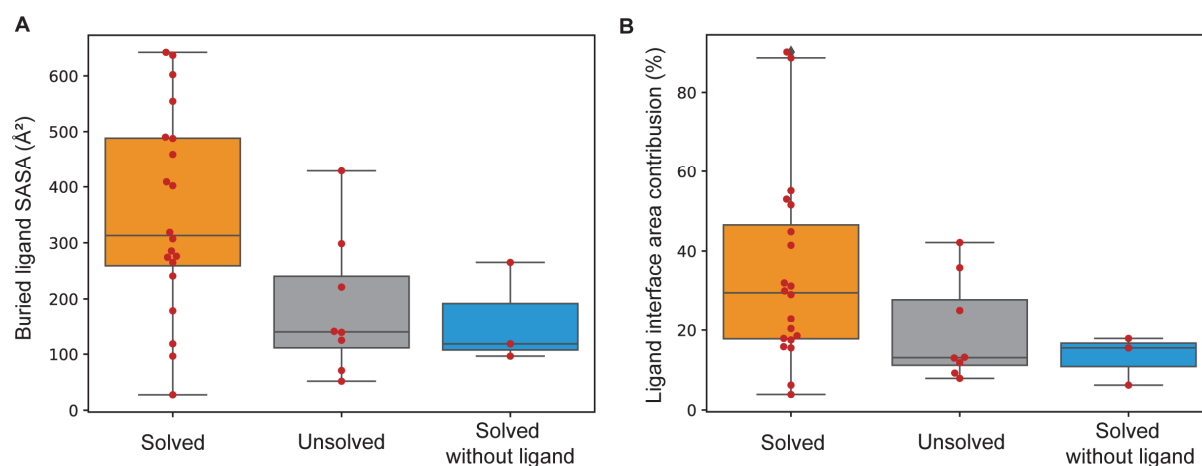 A
Buried ligand SASA (Å²)
600
500
400
300
200
100
0
Solved
Unsolved
Solved
without ligand
B
Ligand interface area contribusion (%)
80
60
40
20
0
Solved
Unsolved
Solved
without ligand